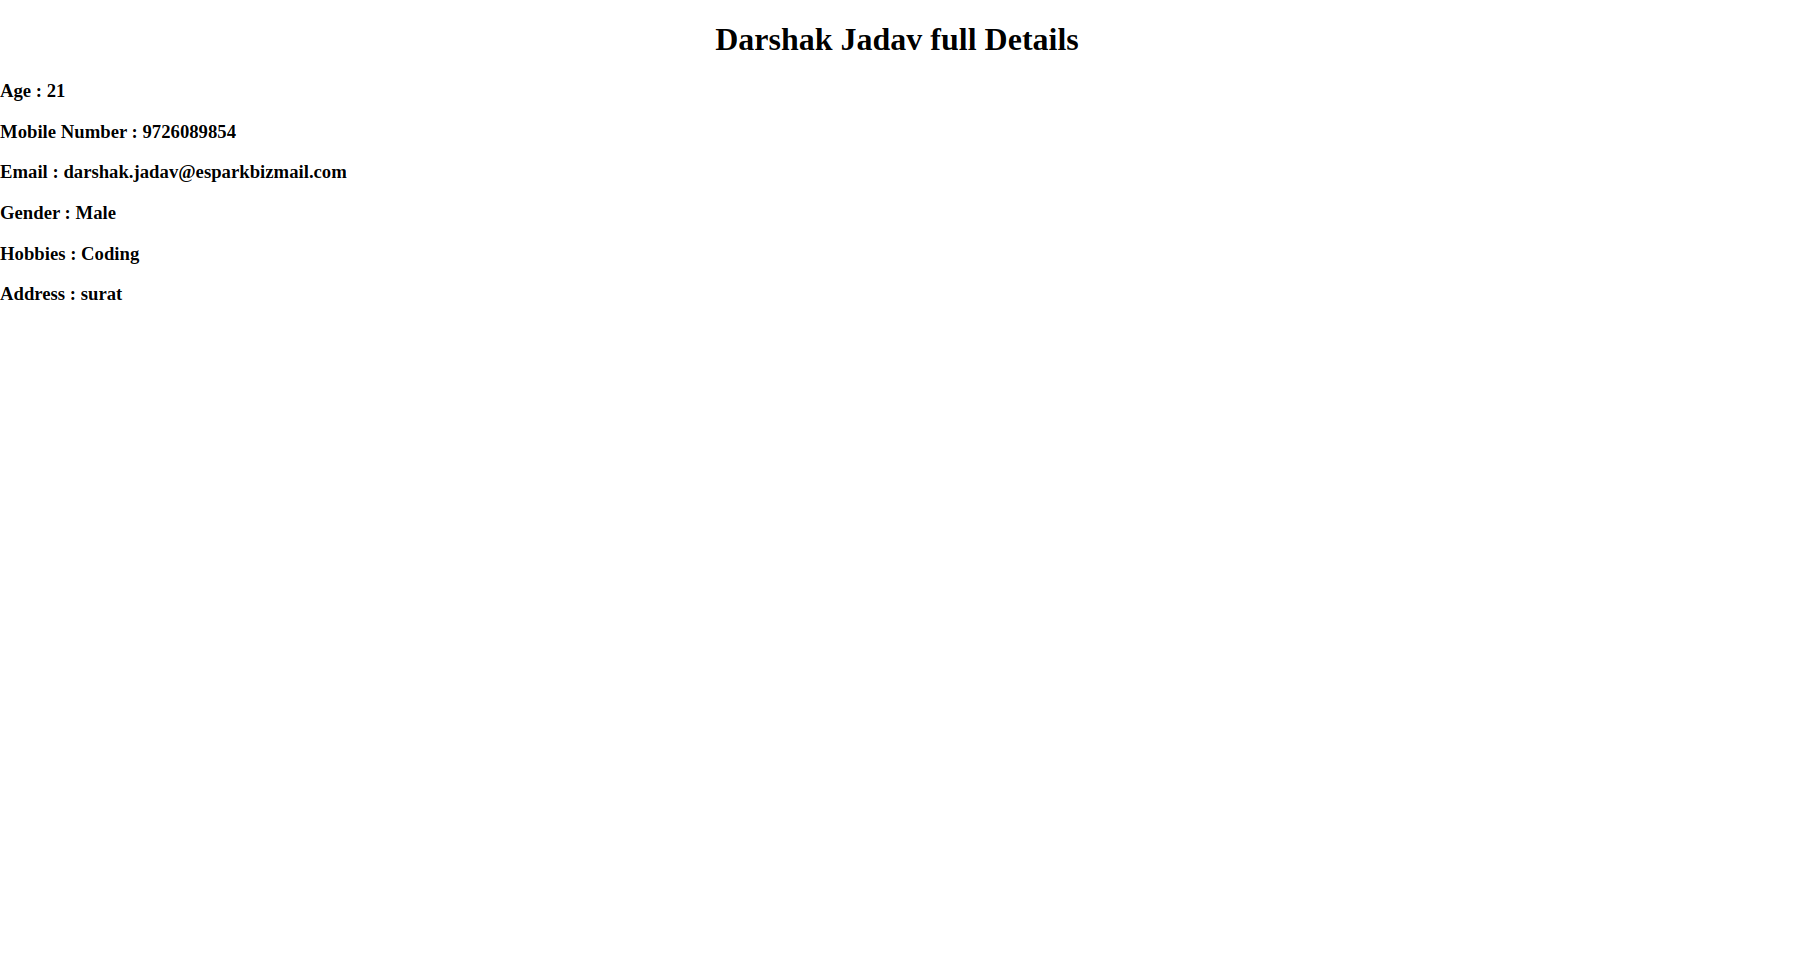 Darshak Jadav full Details
Age : 21
Mobile Number : 9726089854
Email : darshak.jadav@esparkbizmail.com
Gender : Male
Hobbies : Coding
Address : surat